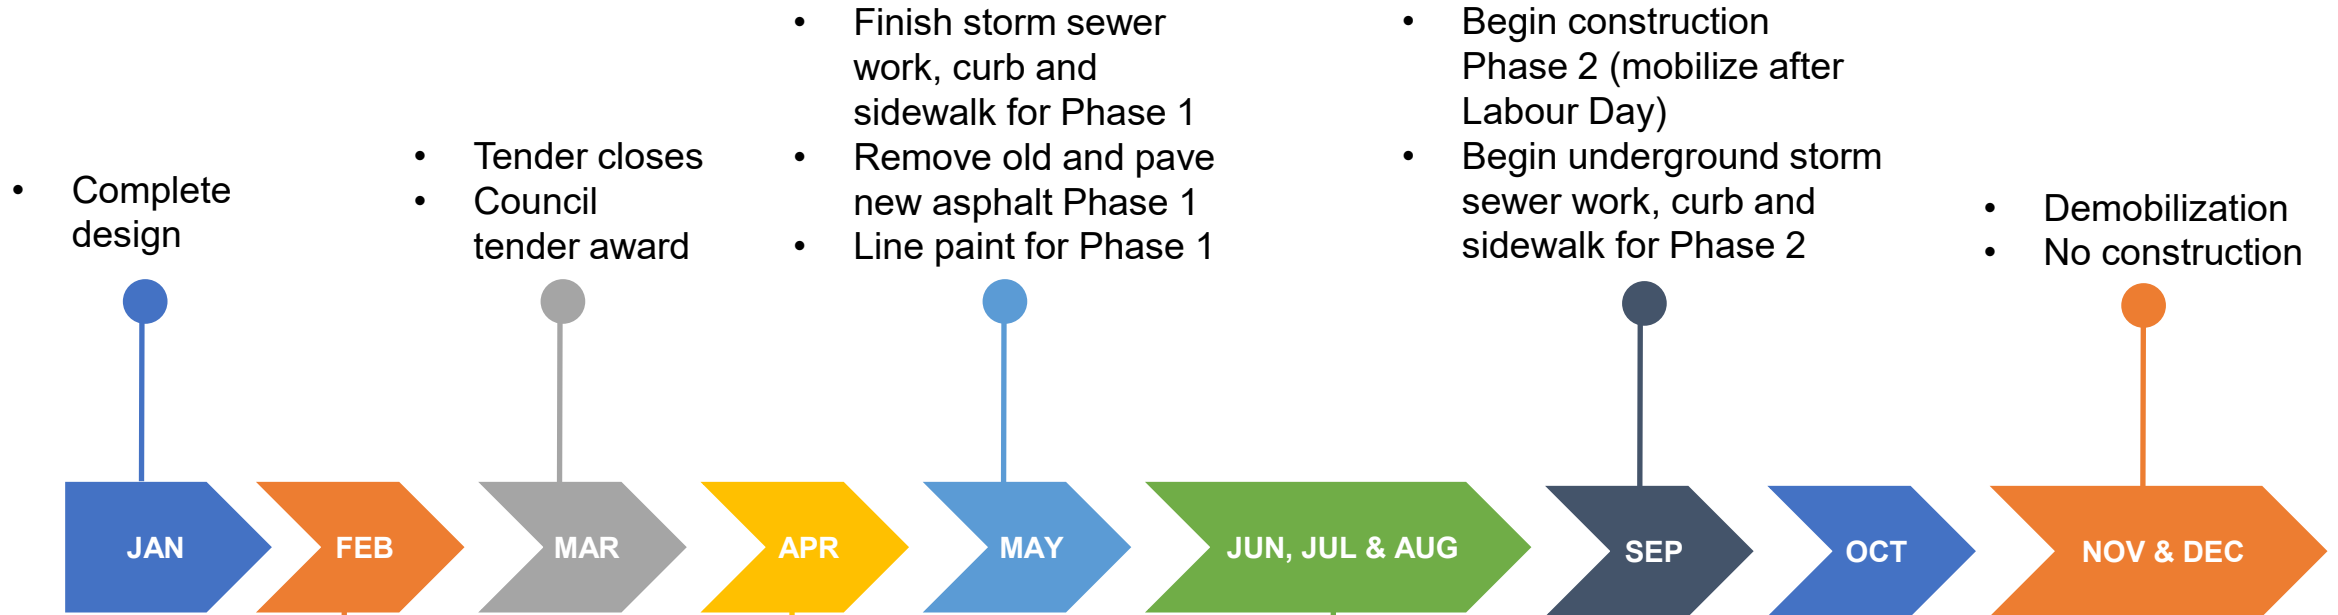 • Complete
design
• Tender closes
• Council
tender award
• Finish storm sewer
work, curb and
sidewalk for Phase 1
• Remove old and pave
new asphalt Phase 1
• Line paint for Phase 1
• Begin construction
Phase 2 (mobilize after
Labour Day)
• Begin underground storm
sewer work, curb and
sidewalk for Phase 2
• Demobilization
• No construction
JAN
FEB
MAR
APR
MAY
JUN, JUL & AUG
SEP
OCT
NOV & DEC